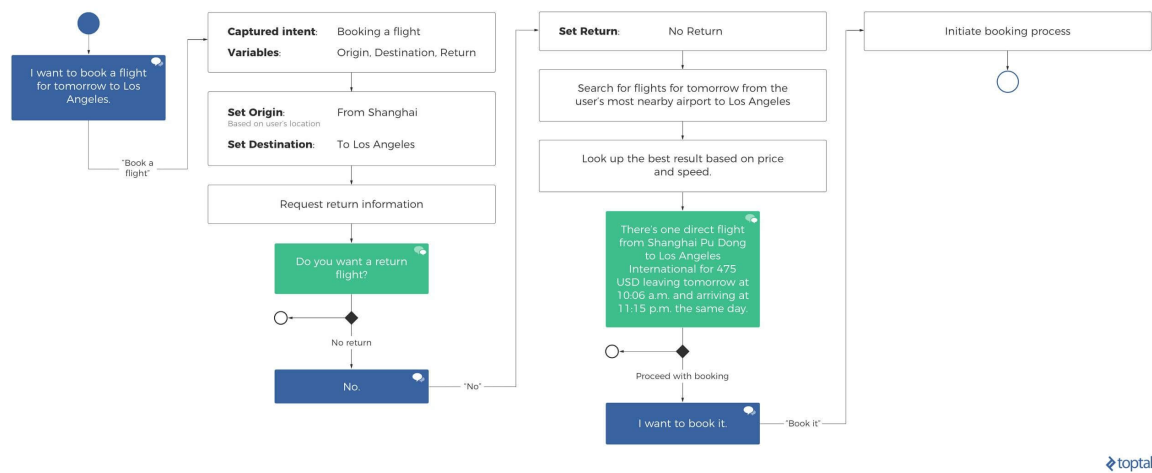 I want to book a flight
for tomorrow to Los
Angeles.
"Book a
flight"
Captured intent: Booking a flight
Variables: Origin, Destination, Return
Set Origin: From Shanghai
Based on user's location
Set Destination: To Los Angeles
Request return information
Do you want a return
flight?
No return
No.
"No"
Set Return: No Return
Search for flights for tomorrow from the
user's most nearby airport to Los Angeles
Look up the best result based on price
and speed.
There's one direct flight
from Shanghai Pu Dong
to Los Angeles
International for 475
USD leaving tomorrow at
10:06 a.m. and arriving at
11:15 p.m. the same day.
Proceed with booking
I want to book it.
"Book it"
Initiate booking process
toptal